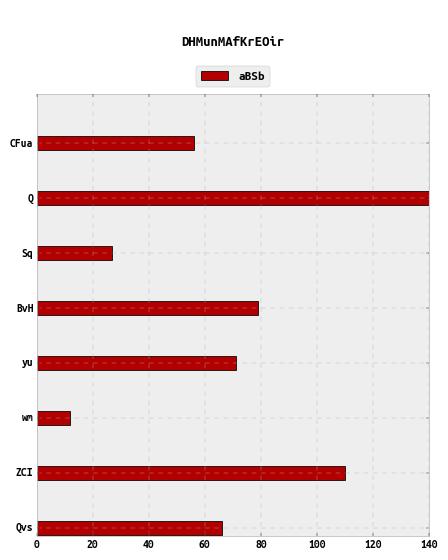 DHMunMAfKrEOir
aBSb
CFua
Q
Sq
BvH
yu
wm
ZCI
Qvs
0 20 40 60 80 100 120 140